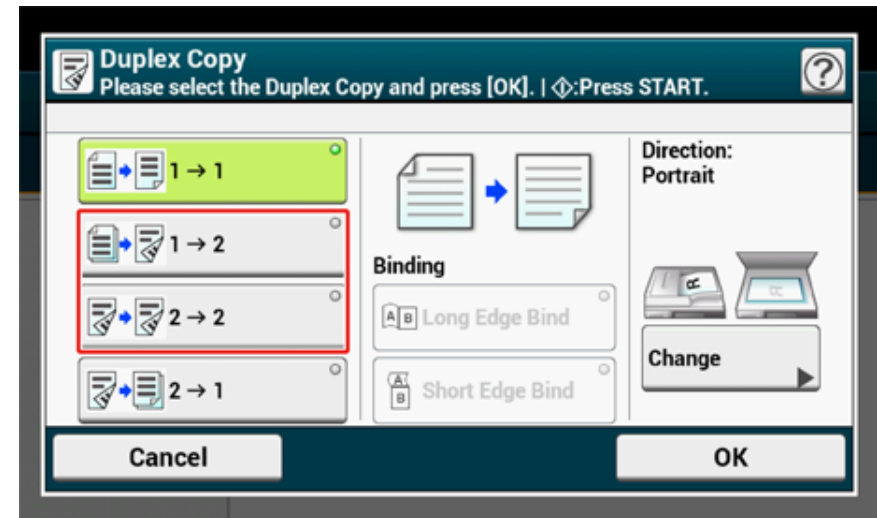 Duplex Copy
Please select the Duplex Copy and press [OK]. | :Press START.
?
1 → 1
1 → 2
2 → 2
2 → 1
Binding
A B Long Edge Bind
A B Short Edge Bind
Direction:
Portrait
R R
Change
Cancel
OK